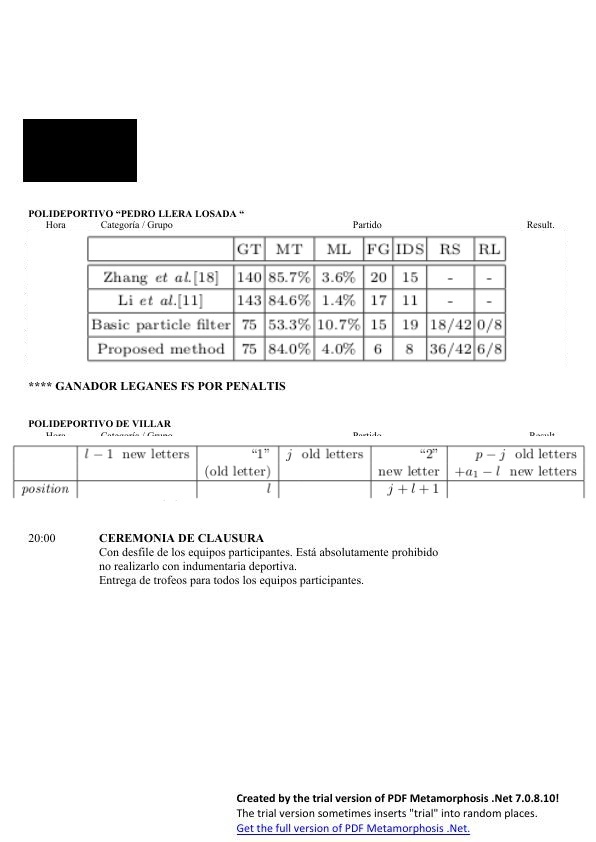 POLIDEPORTIVO “PEDRO LLERA LOSADA “
Hora Categoría / Grupo Partido Result.
GT MT ML FG IDS RS RL
Zhang et al.[18] 140 85.7% 3.6% 20 15 - -
Li et al.[11] 143 84.6% 1.4% 17 11 - -
Basic particle filter 75 53.3% 10.7% 15 19 18/42 0/8
Proposed method 75 84.0% 4.0% 6 8 36/42 6/8
**** GANADOR LEGANES FS POR PENALTIS
POLIDEPORTIVO DE VILLAR
Hora Categoría / Grupo Partido Result.
l − 1 new letters “1” j old letters “2” p − j old letters
(old letter) new letter +a₁ − l new letters
position l j + l + 1
20:00 CEREMONIA DE CLAUSURA
Con desfile de los equipos participantes. Está absolutamente prohibido
no realizarlo con indumentaria deportiva.
Entrega de trofeos para todos los equipos participantes.
Created by the trial version of PDF Metamorphosis .Net 7.0.8.10!
The trial version sometimes inserts "trial" into random places.
Get the full version of PDF Metamorphosis .Net.